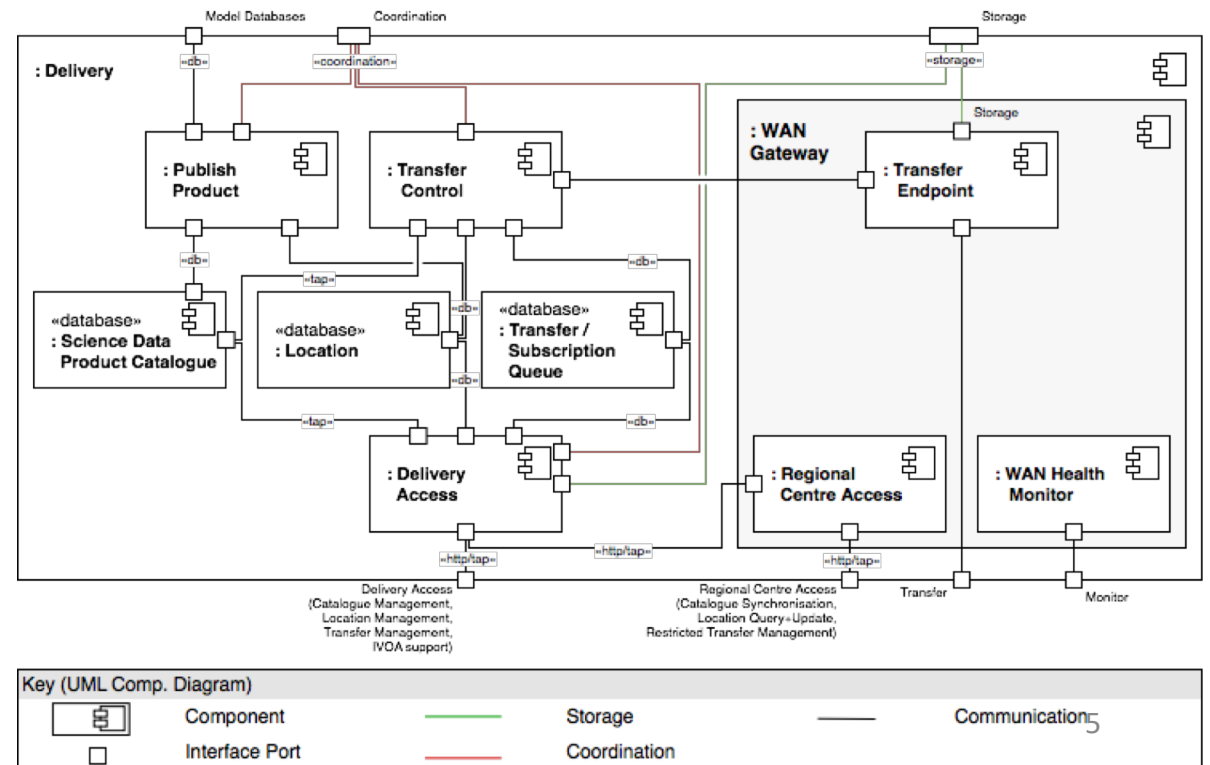 Model Databases
Coordination
Storage
«db»
«coordination»
«storage»
: Delivery
Storage
: WAN
Gateway
: Publish
Product
: Transfer
Control
: Transfer
Endpoint
«db»
«tap»
«db»
«database»
: Science Data
Product Catalogue
«database»
: Location
«db»
«database»
: Transfer /
Subscription
Queue
«db»
«tap»
«db»
: Delivery
Access
: Regional
Centre Access
: WAN Health
Monitor
«http/tap»
«http/tap»
«http/tap»
Delivery Access
(Catalogue Management,
Location Management,
Transfer Management,
IVOA support)
Regional Centre Access
(Catalogue Synchronisation,
Location Query+Update,
Restricted Transfer Management)
Transfer
Monitor
Key (UML Comp. Diagram)
Component
Storage
Communication
5
Interface Port
Coordination